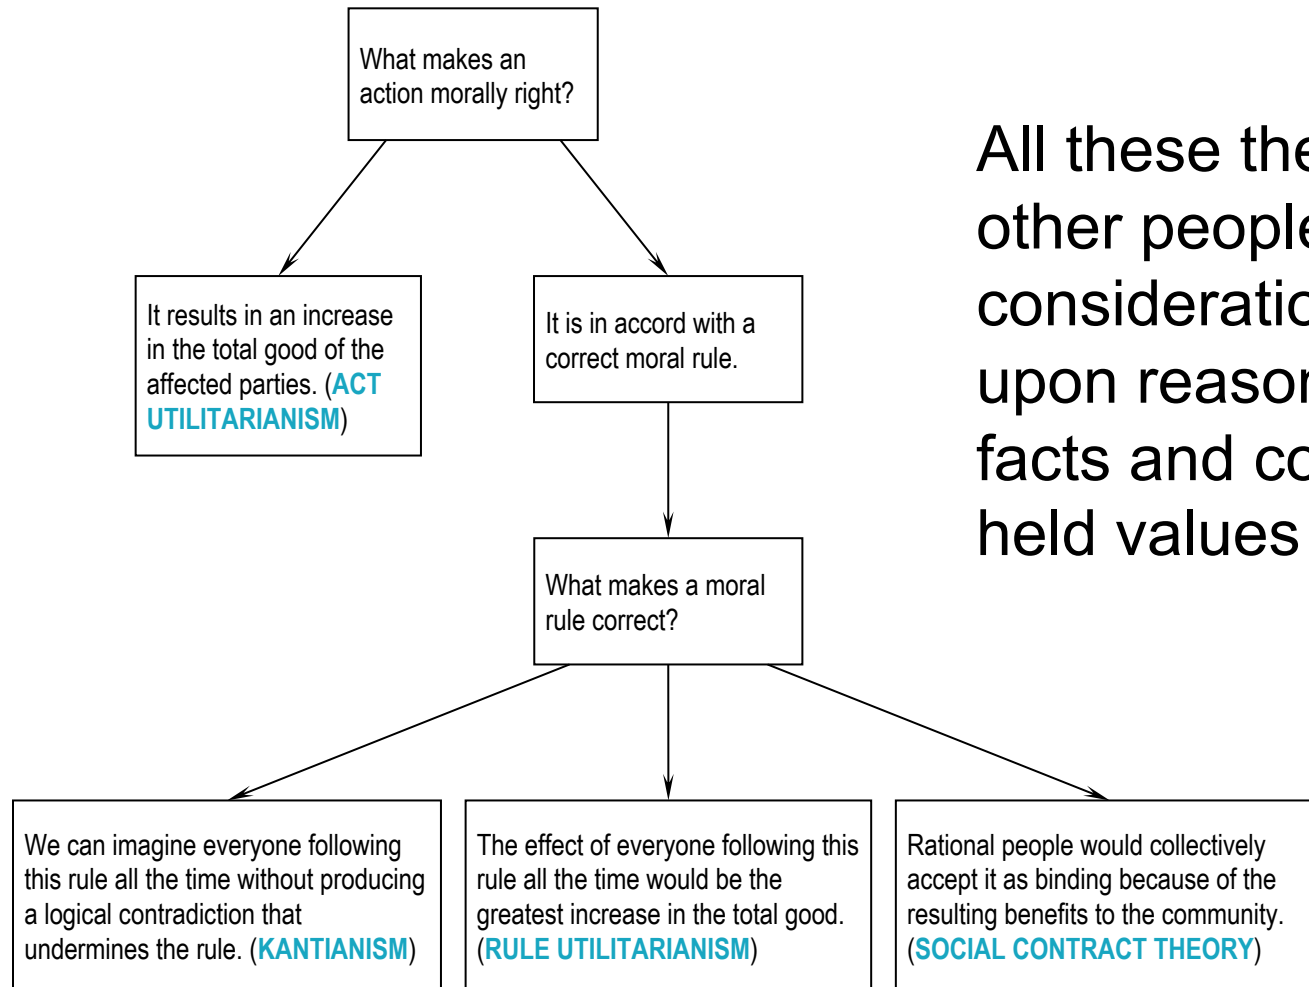 What makes an
action morally right?
All these the
other people
consideratio
upon reason
facts and co
held values
It results in an increase
in the total good of the
affected parties. (ACT
UTILITARIANISM)
It is in accord with a
correct moral rule.
What makes a moral
rule correct?
We can imagine everyone following
this rule all the time without producing
a logical contradiction that
undermines the rule. (KANTIANISM)
The effect of everyone following this
rule all the time would be the
greatest increase in the total good.
(RULE UTILITARIANISM)
Rational people would collectively
accept it as binding because of the
resulting benefits to the community.
(SOCIAL CONTRACT THEORY)